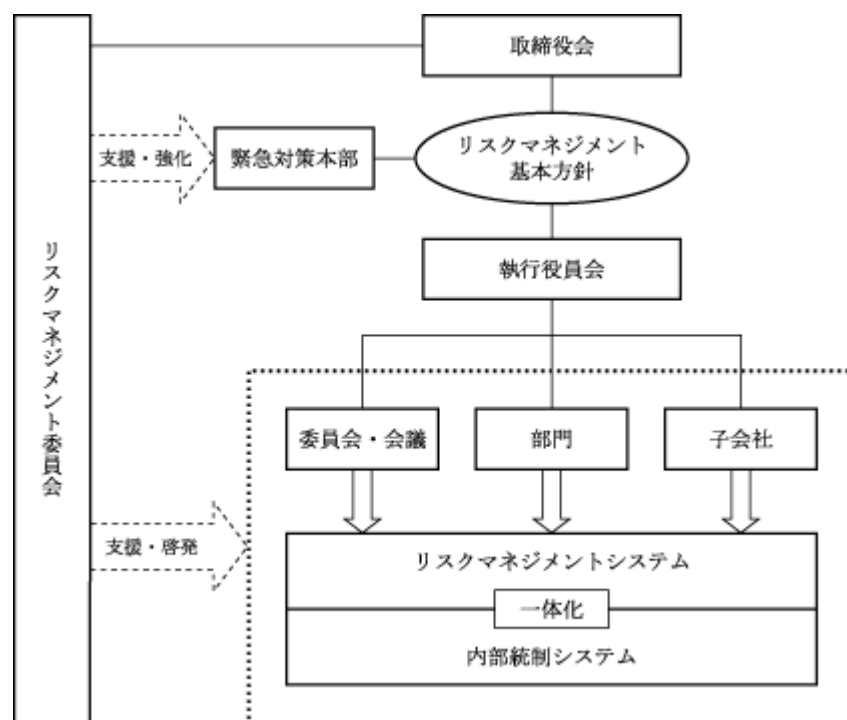 取締役会
リスクマネジメント
基本方針
支援・強化
緊急対策本部
執行役員会
リスクマネジメント委員会
委員会・会議
部門
子会社
支援・啓発
リスクマネジメントシステム
一体化
内部統制システム